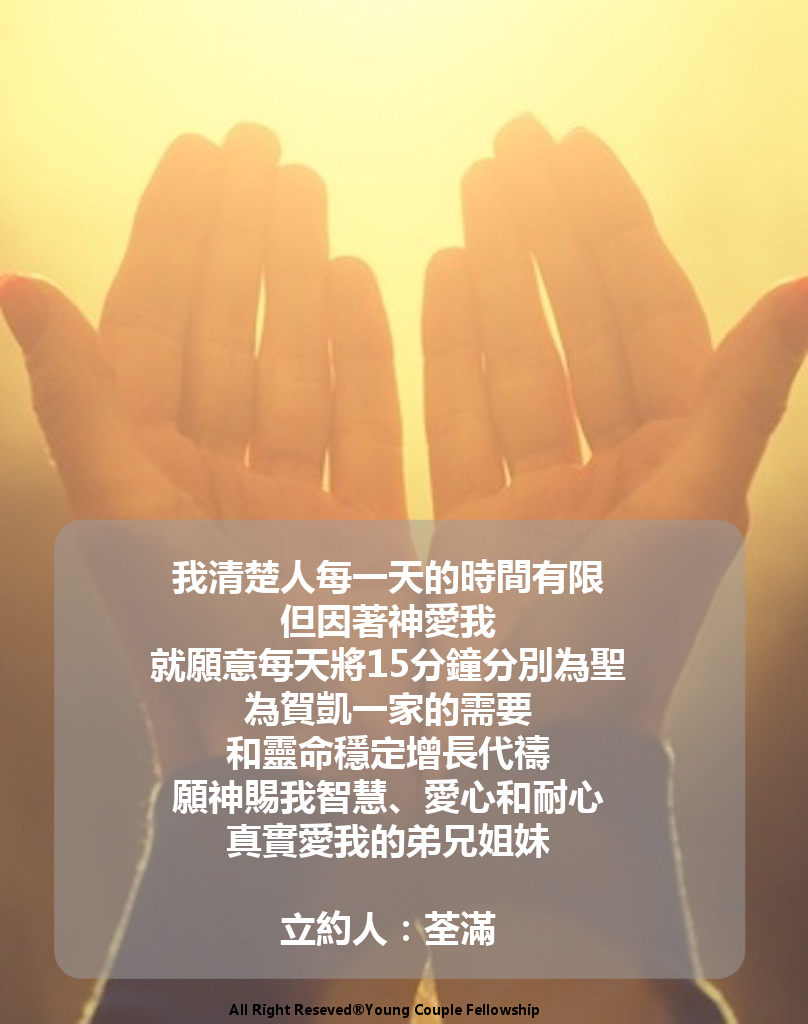 我清楚人每一天的時間有限
但因著神愛我
就願意每天將15分鐘分別為聖
為賀凱一家的需要
和靈命穩定增長代禱
願神賜我智慧、愛心和耐心
真實愛我的弟兄姐妹
立約人：荃滿
All Right Reseved®Young Couple Fellowship